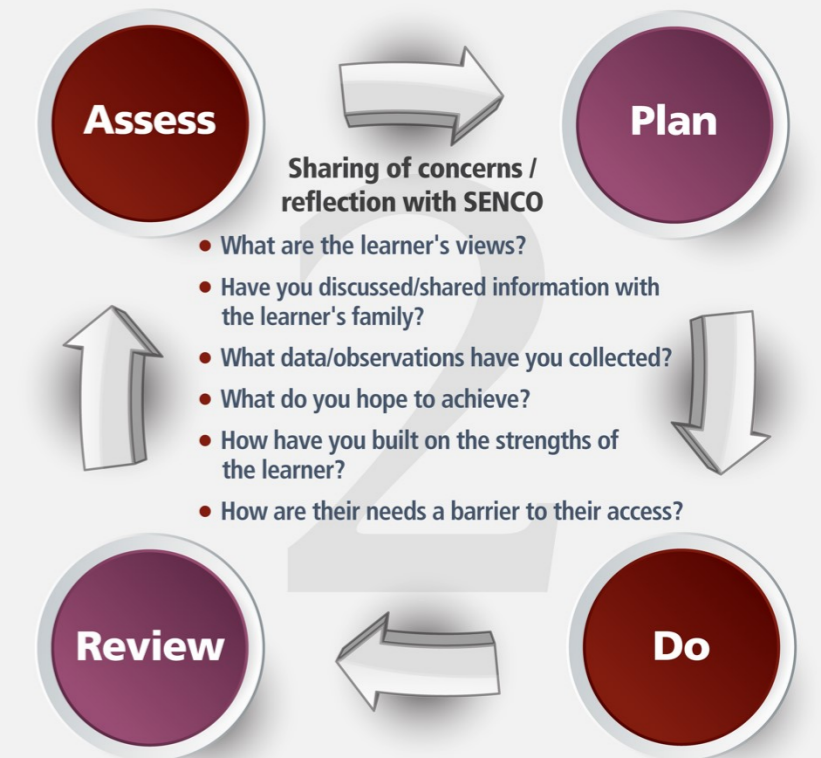 Assess
Plan
Sharing of concerns /
reflection with SENCO
2
• What are the learner's views?
• Have you discussed/shared information with
the learner's family?
• What data/observations have you collected?
• What do you hope to achieve?
• How have you built on the strengths of
the learner?
• How are their needs a barrier to their access?
Review
Do